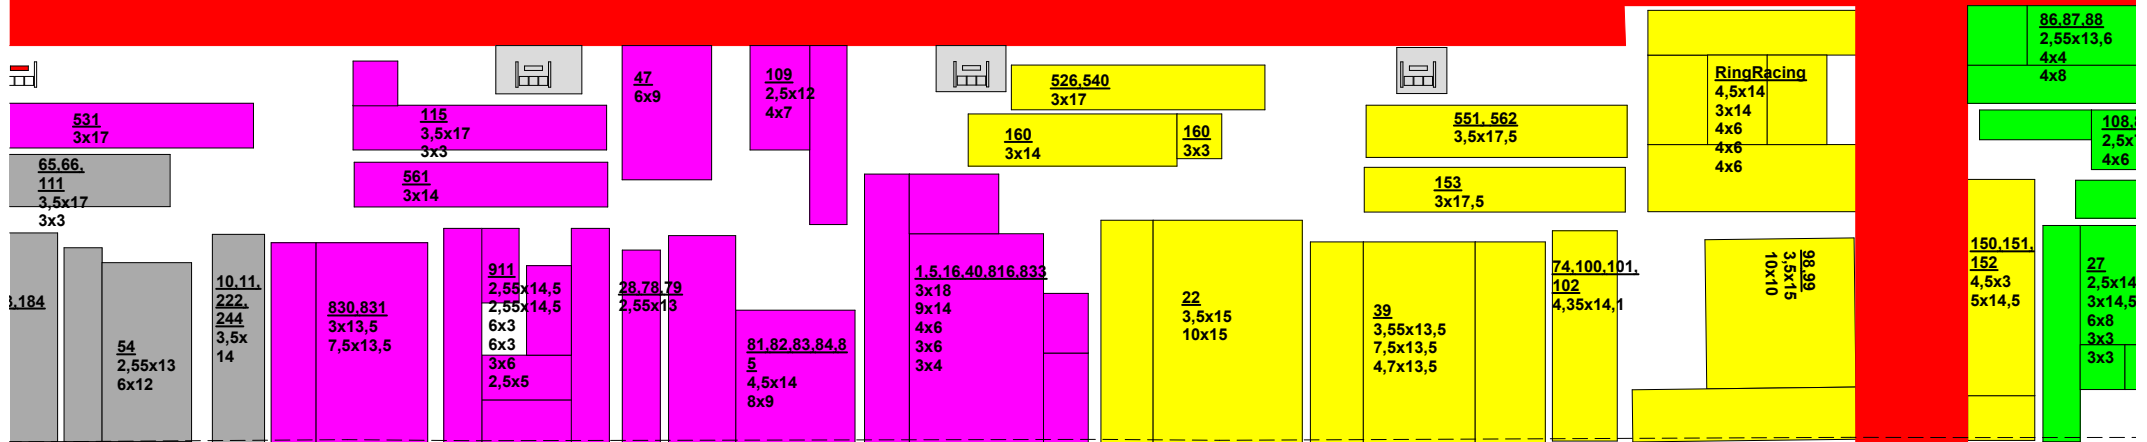 531
3x17
65,66,
111
3,5x17
3x3
,184
54
2,55x13
6x12
10,11,
222,
244
3,5x
14
830,831
3x13,5
7,5x13,5
115
3,5x17
3x3
561
3x14
911
2,55x14,5
2,55x14,5
6x3
6x3
3x6
2,5x5
47
6x9
28,78,79
2,55x13
109
2,5x12
4x7
81,82,83,84,8
5
4,5x14
8x9
1,5,16,40,816,833
3x18
9x14
4x6
3x6
3x4
526,540
3x17
160
3x14
160
3x3
22
3,5x15
10x15
551, 562
3,5x17,5
153
3x17,5
39
3,55x13,5
7,5x13,5
4,7x13,5
74,100,101,
102
4,35x14,1
RingRacing
4,5x14
3x14
4x6
4x6
4x6
98,99
3,5x15
10x10
86,87,88
2,55x13,6
4x4
4x8
108,
2,5x
4x6
150,151,
152
4,5x3
5x14,5
27
2,5x14
3x14,5
6x8
3x3
3x3